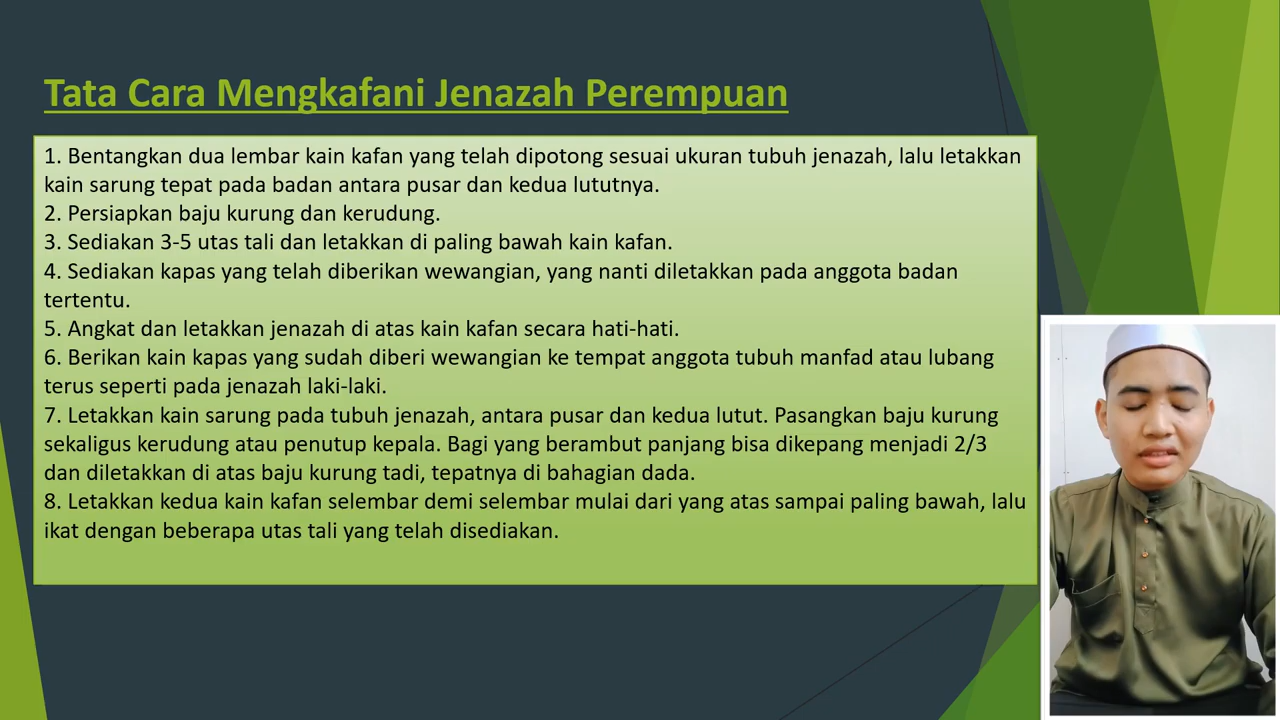 Tata Cara Mengkafani Jenazah Perempuan
1. Bentangkan dua lembar kain kafan yang telah dipotong sesuai ukuran tubuh jenazah, lalu letakkan
kain sarung tepat pada badan antara pusar dan kedua lututnya.
2. Persiapkan baju kurung dan kerudung.
3. Sediakan 3-5 utas tali dan letakkan di paling bawah kain kafan.
4. Sediakan kapas yang telah diberikan wewangian, yang nanti diletakkan pada anggota badan
tertentu.
5. Angkat dan letakkan jenazah di atas kain kafan secara hati-hati.
6. Berikan kain kapas yang sudah diberi wewangian ke tempat anggota tubuh manfad atau lubang
terus seperti pada jenazah laki-laki.
7. Letakkan kain sarung pada tubuh jenazah, antara pusar dan kedua lutut. Pasangkan baju kurung
sekaligus kerudung atau penutup kepala. Bagi yang berambut panjang bisa dikepang menjadi 2/3
dan diletakkan di atas baju kurung tadi, tepatnya di bahagian dada.
8. Letakkan kedua kain kafan selembar demi selembar mulai dari yang atas sampai paling bawah, lalu
ikat dengan beberapa utas tali yang telah disediakan.